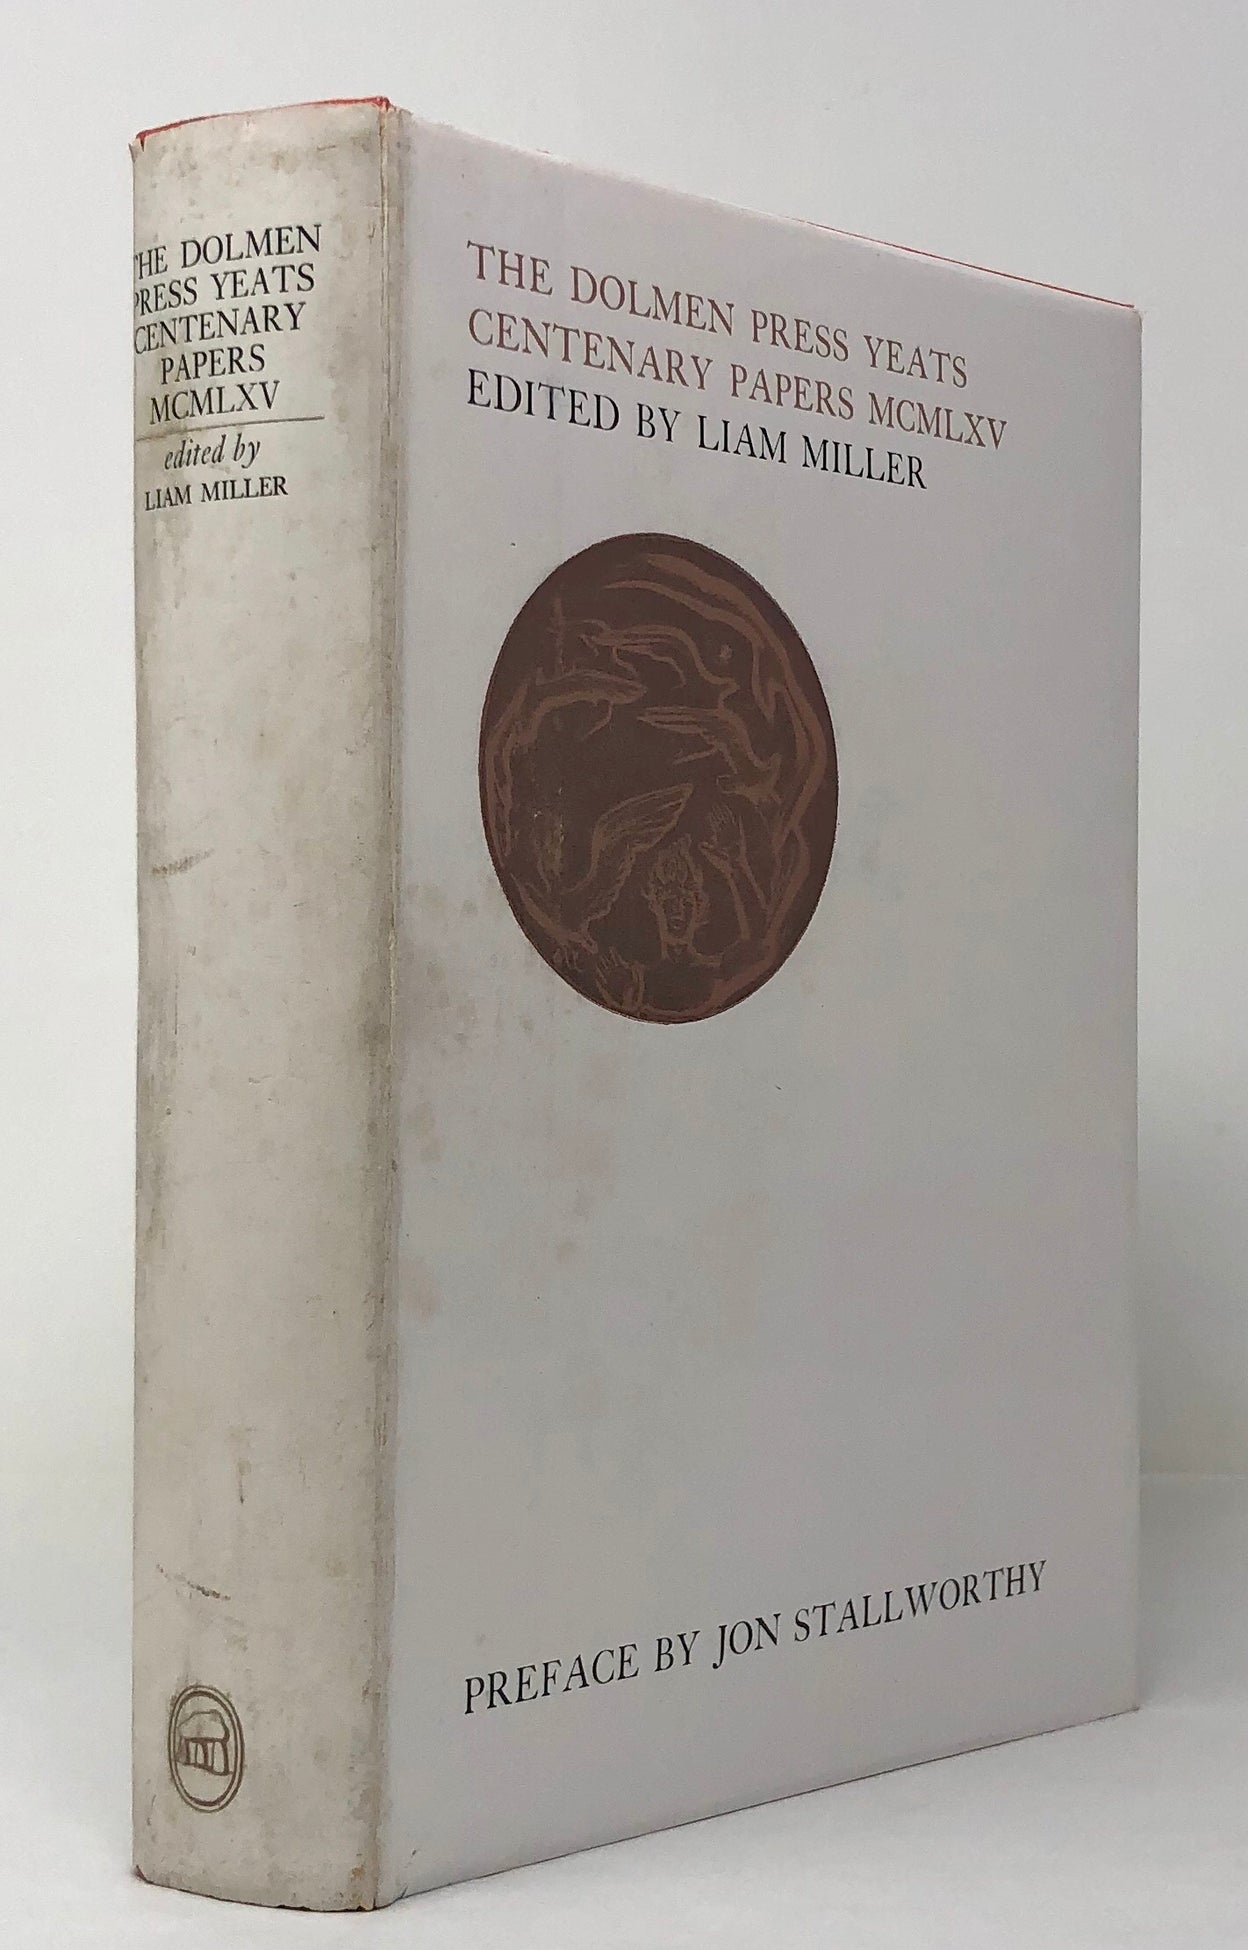 THE DOLMEN
PRESS YEATS
CENTENARY
PAPERS
MCMLXV
edited by
LIAM MILLER
THE DOLMEN PRESS YEATS
CENTENARY PAPERS MCMLXV
EDITED BY LIAM MILLER
PREFACE BY JON STALLWORTHY